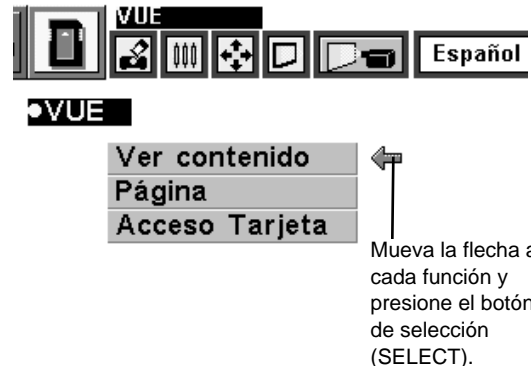 VUE
Español
•VUE
Ver contenido
Página
Acceso Tarjeta
Mueva la flecha a
cada función y
presione el botón
de selección
(SELECT).